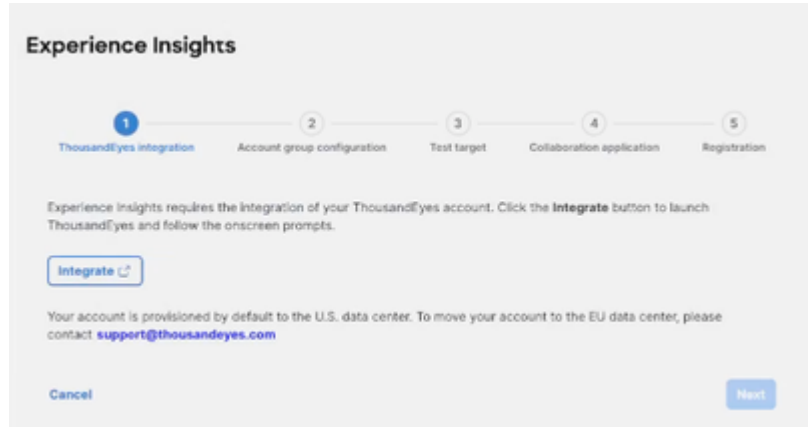 Experience Insights
1 2 3 4 5
ThousandEyes integration Account group configuration Test target Collaboration application Registration
Experience Insights requires the integration of your ThousandEyes account. Click the Integrate button to launch
ThousandEyes and follow the onscreen prompts.
Integrate
Your account is provisioned by default to the U.S. data center. To move your account to the EU data center, please
contact support@thousandeyes.com
Cancel Next